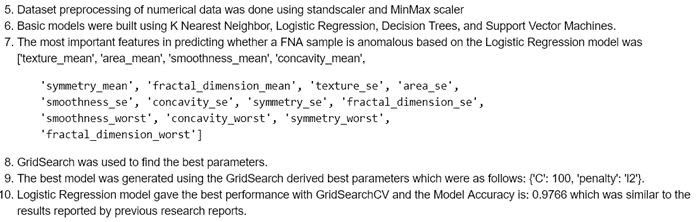 5. Dataset preprocessing of numerical data was done using standscaler and MinMax scaler
6. Basic models were built using K Nearest Neighbor, Logistic Regression, Decision Trees, and Support Vector Machines.
7. The most important features in predicting whether a FNA sample is anomalous based on the Logistic Regression model was
['texture_mean', 'area_mean', 'smoothness_mean', 'concavity_mean',
'symmetry_mean', 'fractal_dimension_mean', 'texture_se', 'area_se',
'smoothness_se', 'concavity_se', 'symmetry_se', 'fractal_dimension_se',
'smoothness_worst', 'concavity_worst', 'symmetry_worst',
'fractal_dimension_worst']
8. GridSearch was used to find the best parameters.
9. The best model was generated using the GridSearch derived best parameters which were as follows: {'C': 100, 'penalty': 'l2'}.
10. Logistic Regression model gave the best performance with GridSearchCV and the Model Accuracy is: 0.9766 which was similar to the
results reported by previous research reports.